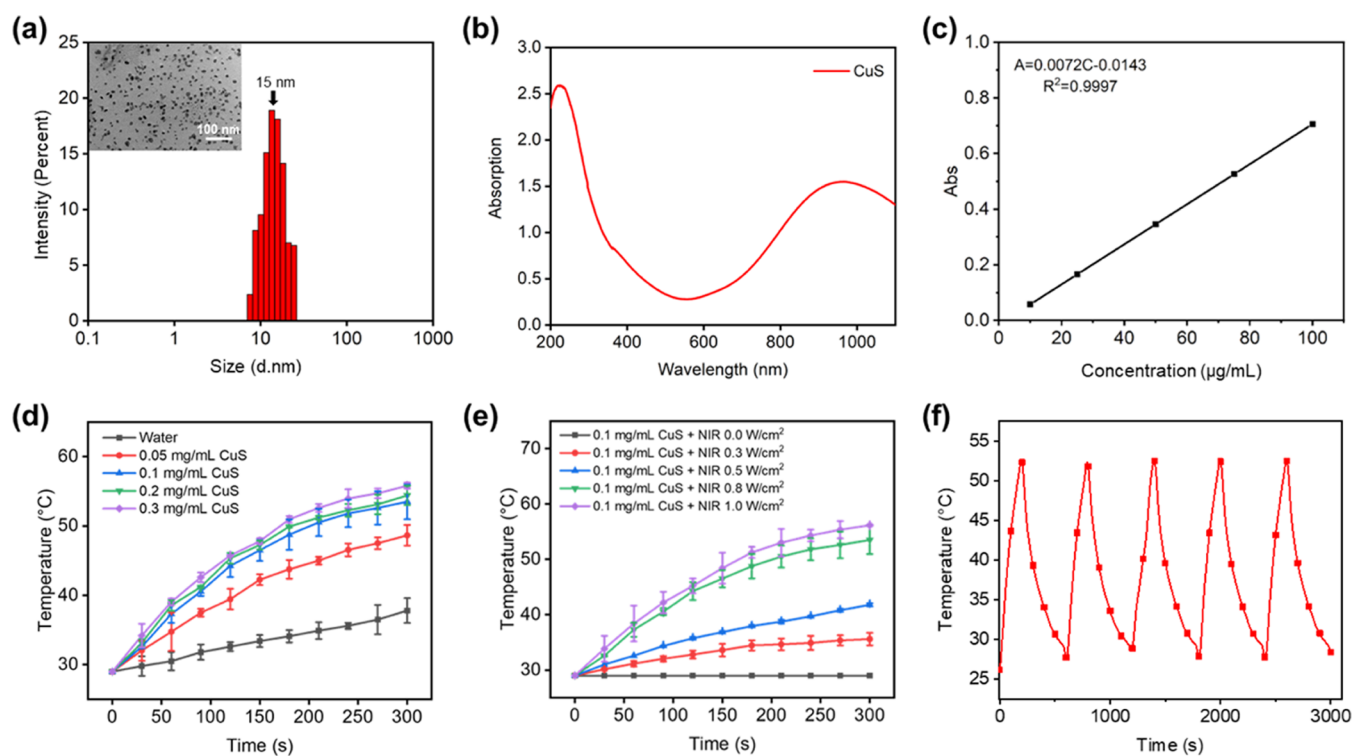 (a)
25
20
15
10
5
0
Intensity (Percent)
15 nm
100 nm
0.1
1
10
100
1000
Size (d.nm)
(b)
3.0
2.5
2.0
1.5
1.0
0.5
0.0
Absorption
CuS
200
400
600
800
1000
Wavelength (nm)
(c)
1.0
0.8
0.6
0.4
0.2
0.0
Abs
A=0.0072C-0.0143
R²=0.9997
0
20
40
60
80
100
Concentration (µg/mL)
(d)
60
50
40
30
Temperature (°C)
Water
0.05 mg/mL CuS
0.1 mg/mL CuS
0.2 mg/mL CuS
0.3 mg/mL CuS
0
50
100
150
200
250
300
Time (s)
(e)
70
60
50
40
30
Temperature (°C)
0.1 mg/mL CuS + NIR 0.0 W/cm²
0.1 mg/mL CuS + NIR 0.3 W/cm²
0.1 mg/mL CuS + NIR 0.5 W/cm²
0.1 mg/mL CuS + NIR 0.8 W/cm²
0.1 mg/mL CuS + NIR 1.0 W/cm²
0
50
100
150
200
250
300
Time (s)
(f)
55
50
45
40
35
30
25
Temperature (°C)
0
1000
2000
3000
Time (s)